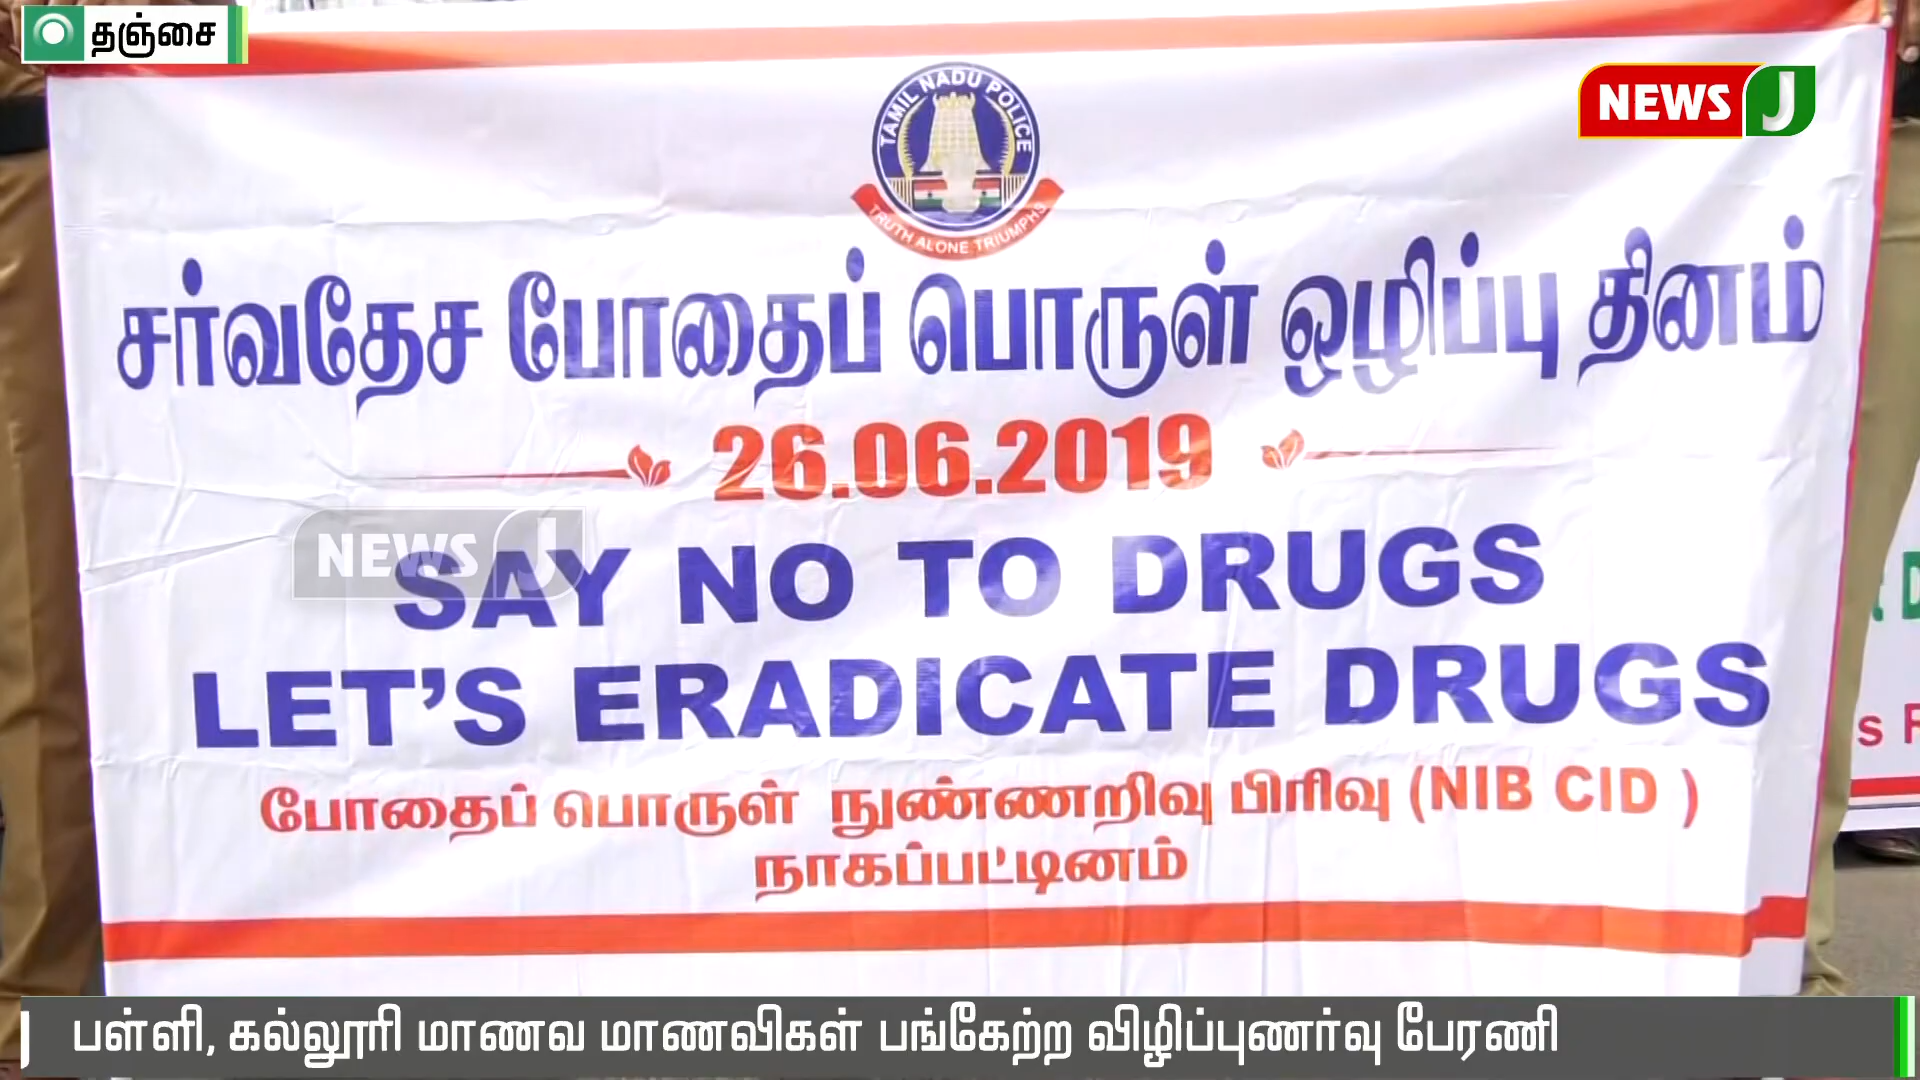 தஞ்சை
NEWS J
TAMIL NADU POLICE
TRUTH ALONE TRIUMPHS
சர்வதேச போதைப் பொருள் ஒழிப்பு தினம்
26.06.2019
NEWS J
SAY NO TO DRUGS
LET'S ERADICATE DRUGS
போதைப் பொருள் நுண்ணறிவு பிரிவு (NIB CID )
நாகப்பட்டினம்
பள்ளி, கல்லூரி மாணவ மாணவிகள் பங்கேற்ற விழிப்புணர்வு பேரணி